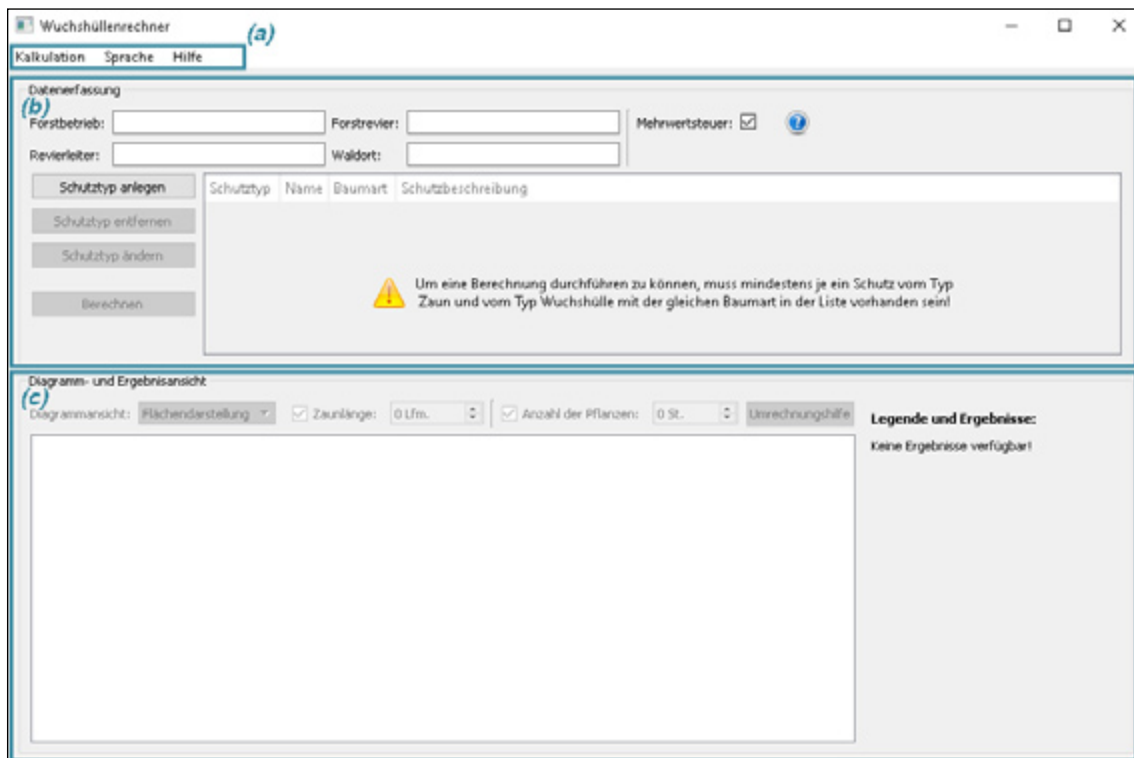 Wuchshüllenrechner
(a)
Kalkulation Sprache Hilfe
Datenerfassung
(b)
Forstbetrieb: Forstrevier: Mehrwertsteuer:
Revierleiter: Waldort:
Schutztyp anlegen
Schutztyp entfernen
Schutztyp ändern
Berechnen
Schutztyp Name Baumart Schutzbeschreibung
Um eine Berechnung durchführen zu können, muss mindestens je ein Schutz vom Typ
Zaun und vom Typ Wuchshülle mit der gleichen Baumart in der Liste vorhanden sein!
Diagramm- und Ergebnisansicht
(c)
Diagrammansicht: Flächendarstellung Zaunlänge: 0 Lfm. Anzahl der Pflanzen: 0 St. Umrechnungshilfe
Legende und Ergebnisse:
Keine Ergebnisse verfügbar!